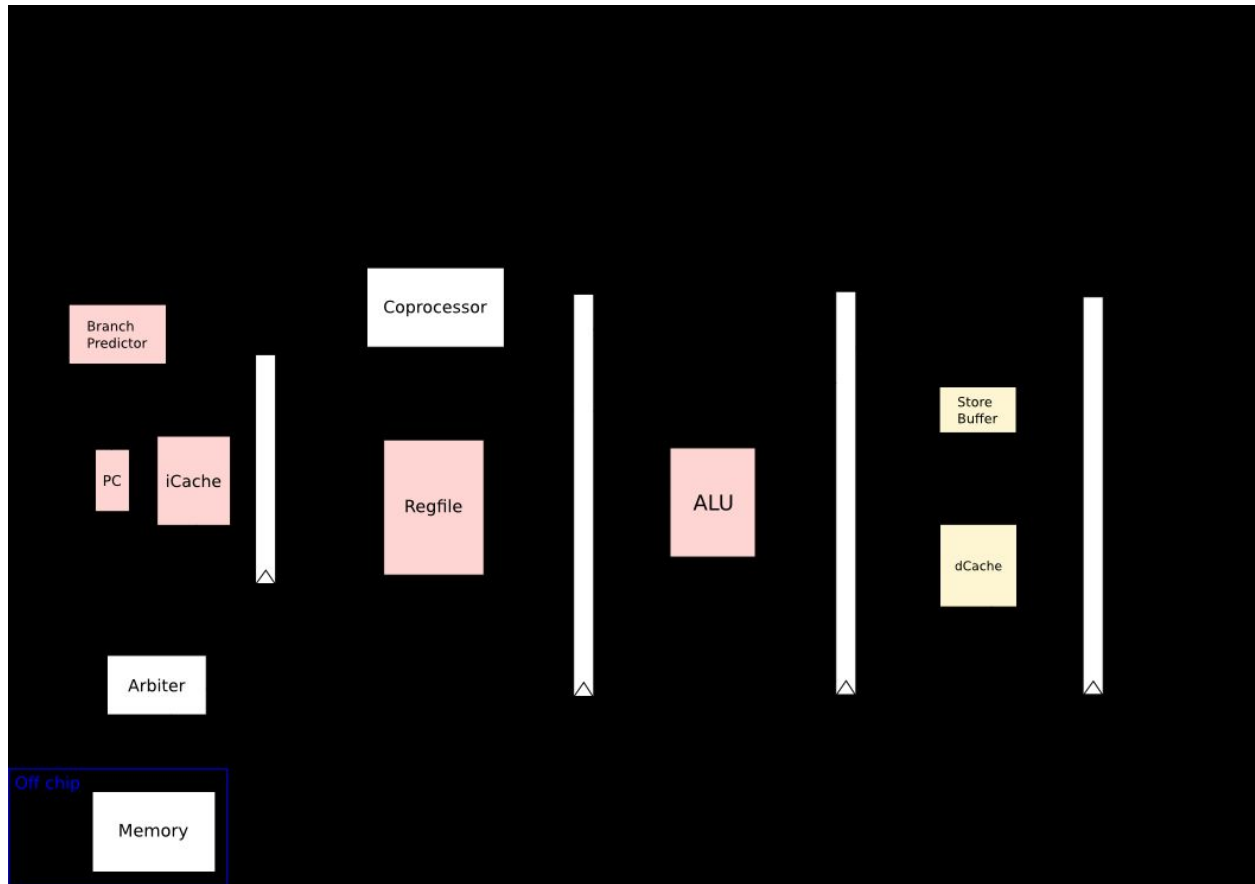 Coprocessor
Branch
Predictor
Store
Buffer
PC
iCache
Regfile
ALU
dCache
Arbiter
Off chip
Memory